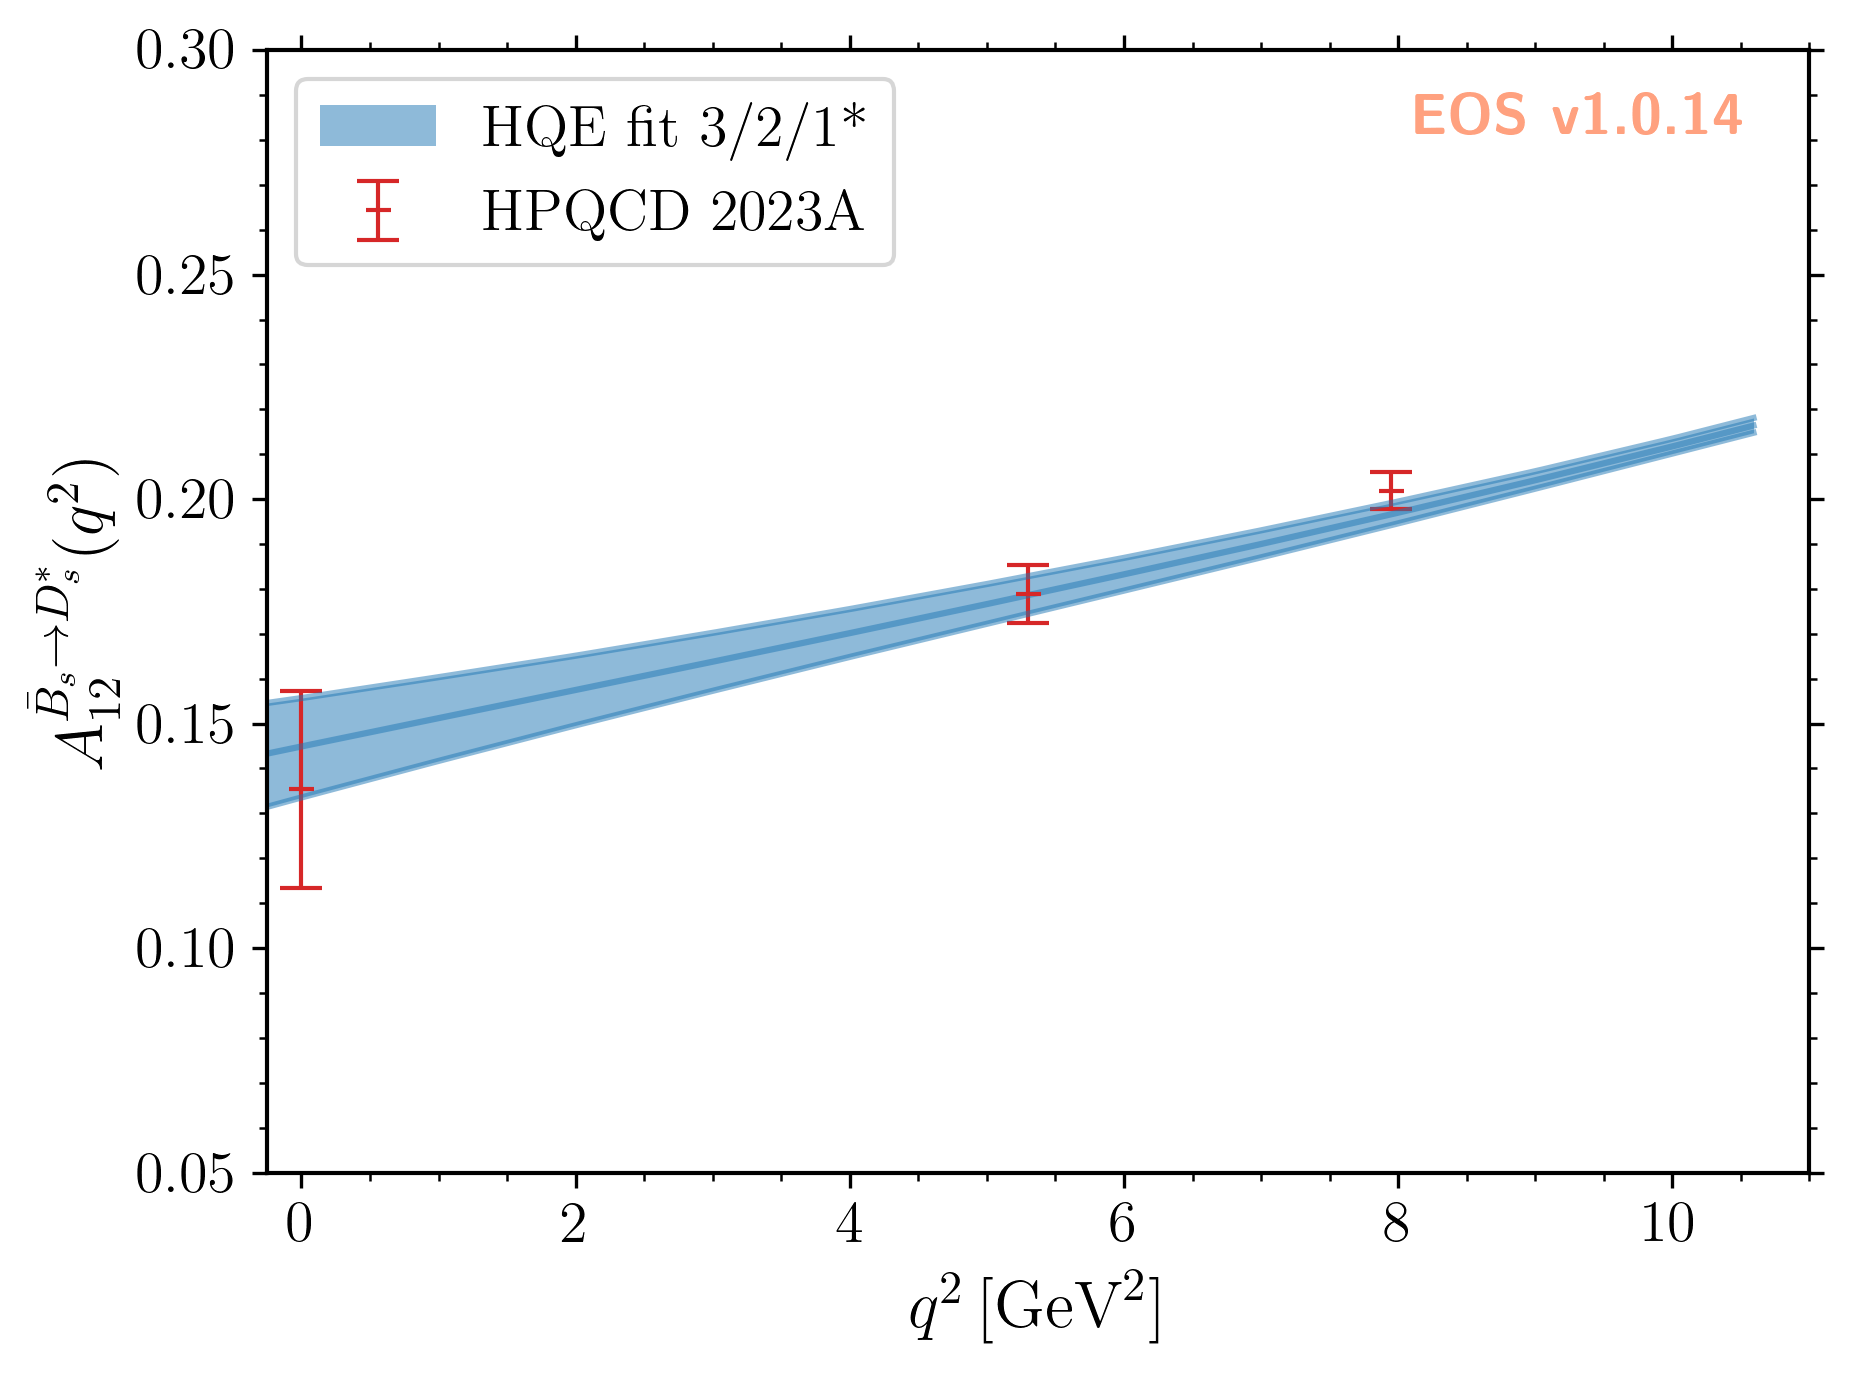 0.30
0.25
0.20
0.15
0.10
0.05
$A_{12}^{\bar{B}_s \to D_s^*}(q^2)$
HQE fit 3/2/1*
HPQCD 2023A
EOS v1.0.14
0 2 4 6 8 10
$q^2\,[\mathrm{GeV}^2]$